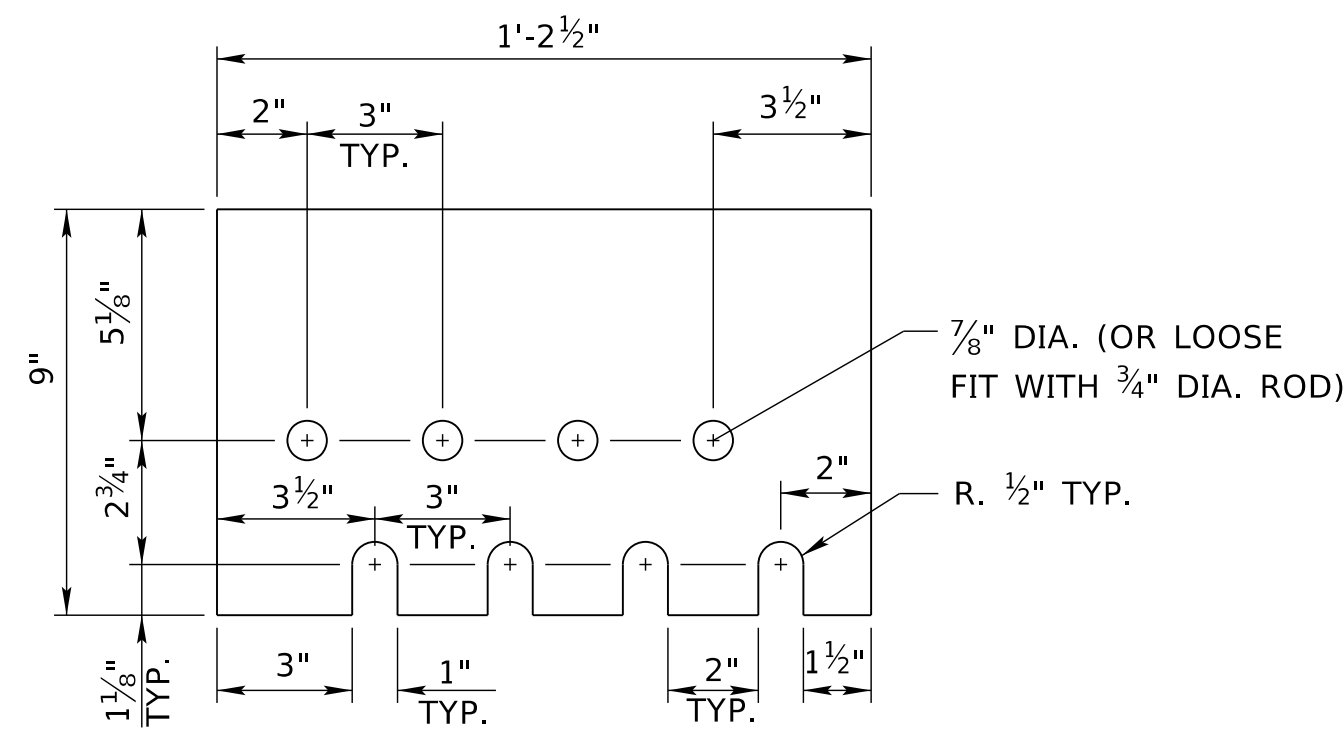 1'-2½"
2"
3"
TYP.
3½"
5⅛"
9"
⅞" DIA. (OR LOOSE
FIT WITH ¾" DIA. ROD)
2¾"
3½"
3"
TYP.
2"
R. ½" TYP.
1⅛"
TYP.
3"
1"
TYP.
2"
TYP.
1½"